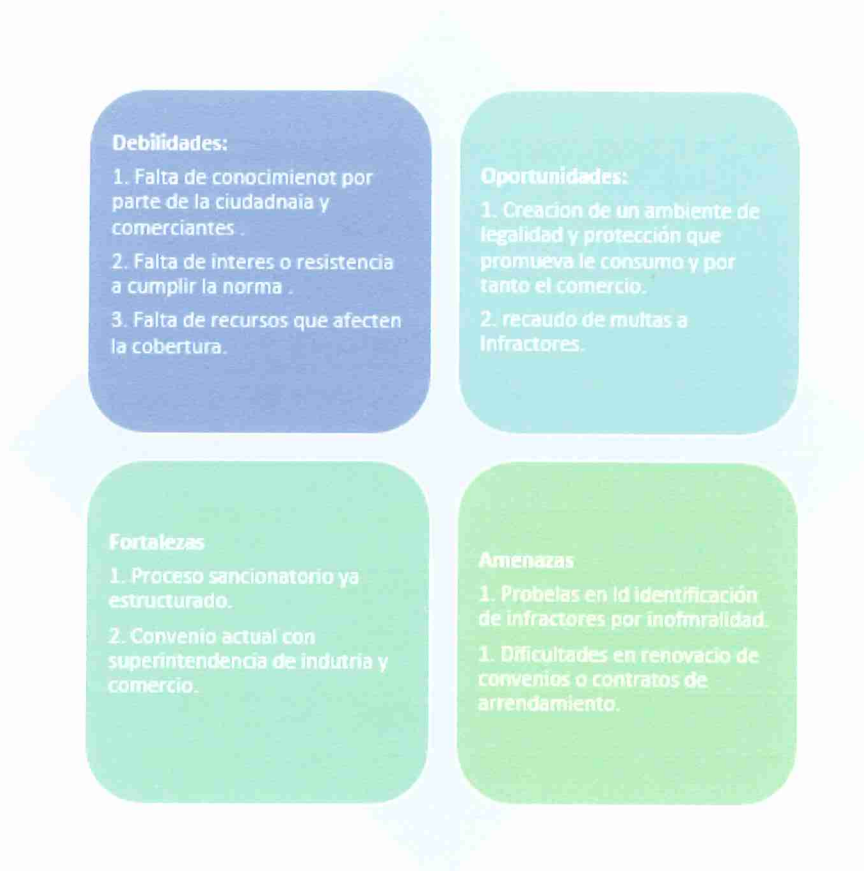 Debilidades:
1. Falta de conocimienot por
parte de la ciudadnaia y
comerciantes .
2. Falta de interes o resistencia
a cumplir la norma .
3. Falta de recursos que afecten
la cobertura.
Oportunidades:
1. Creacion de un ambiente de
legalidad y protección que
promueva le consumo y por
tanto el comercio.
2. recaudo de multas a
Infractores.
Fortalezas
1. Proceso sancionatorio ya
estructurado.
2. Convenio actual con
superintendencia de indutria y
comercio.
Amenazas
1. Probelas en ld identificación
de infractores por inofmralidad.
1. Dificultades en renovacio de
convenios o contratos de
arrendamiento.